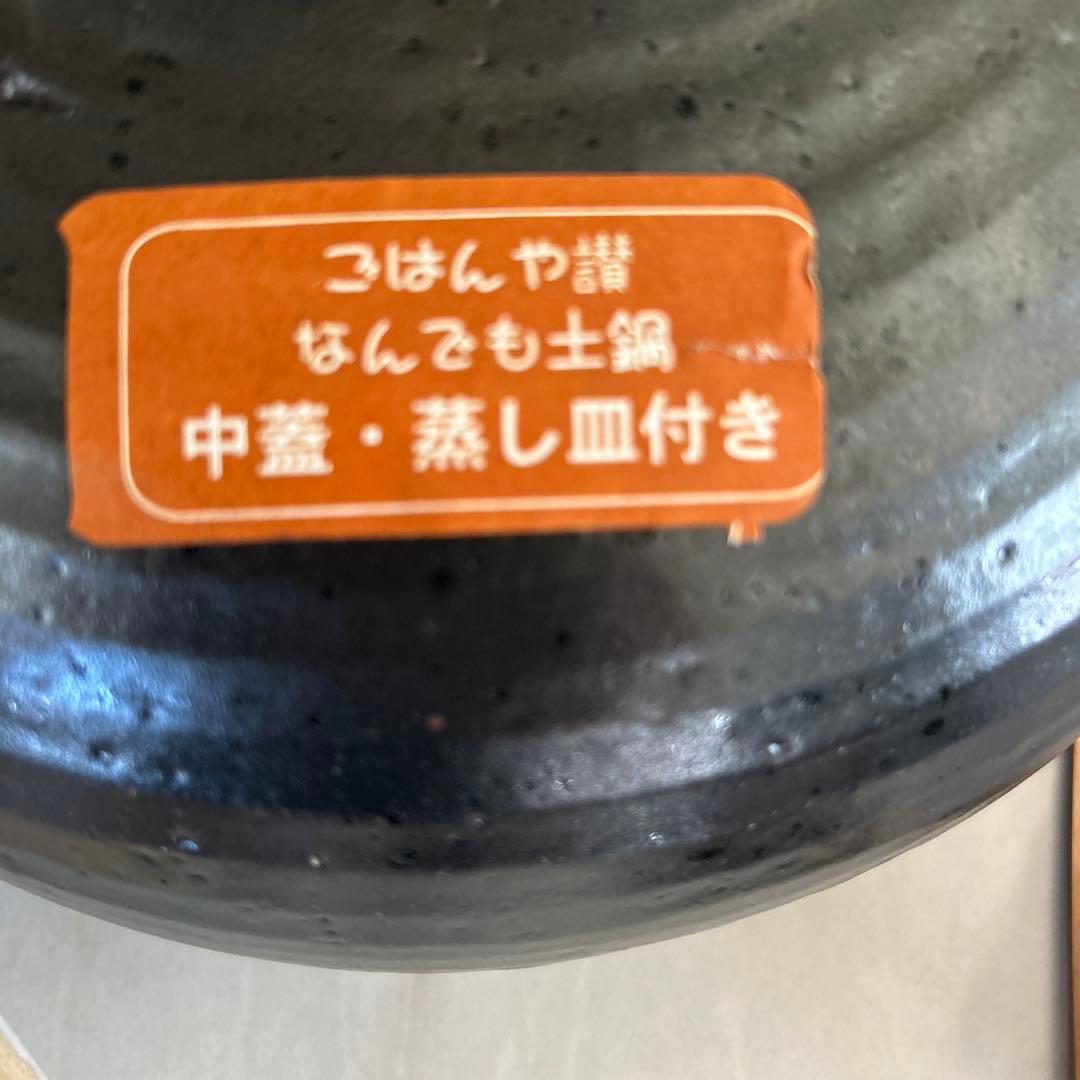 ごはんや讃
なんでも土鍋
中蓋・蒸し皿付き